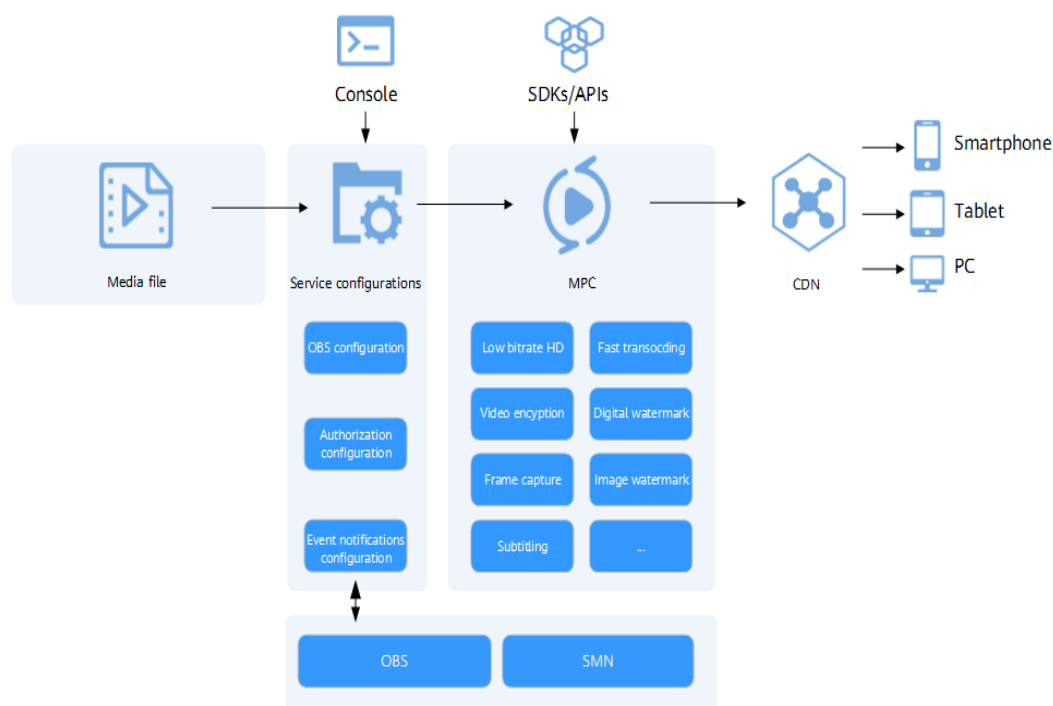 Console
SDKs/APIs
Smartphone
Tablet
PC
Media file
Service configurations
MPC
CDN
OBS configuration
Authorization
configuration
Event notifications
configuration
Low bitrate HD
Fast transocding
Video encyption
Digital watermark
Frame capture
Image watermark
Subtitling
...
OBS
SMN